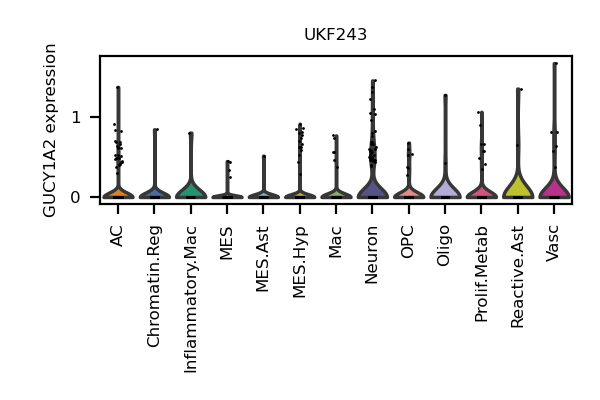 UKF243
GUCY1A2 expression
1
0
AC
Chromatin.Reg
Inflammatory.Mac
MES
MES.Ast
MES.Hyp
Mac
Neuron
OPC
Oligo
Prolif.Metab
Reactive.Ast
Vasc